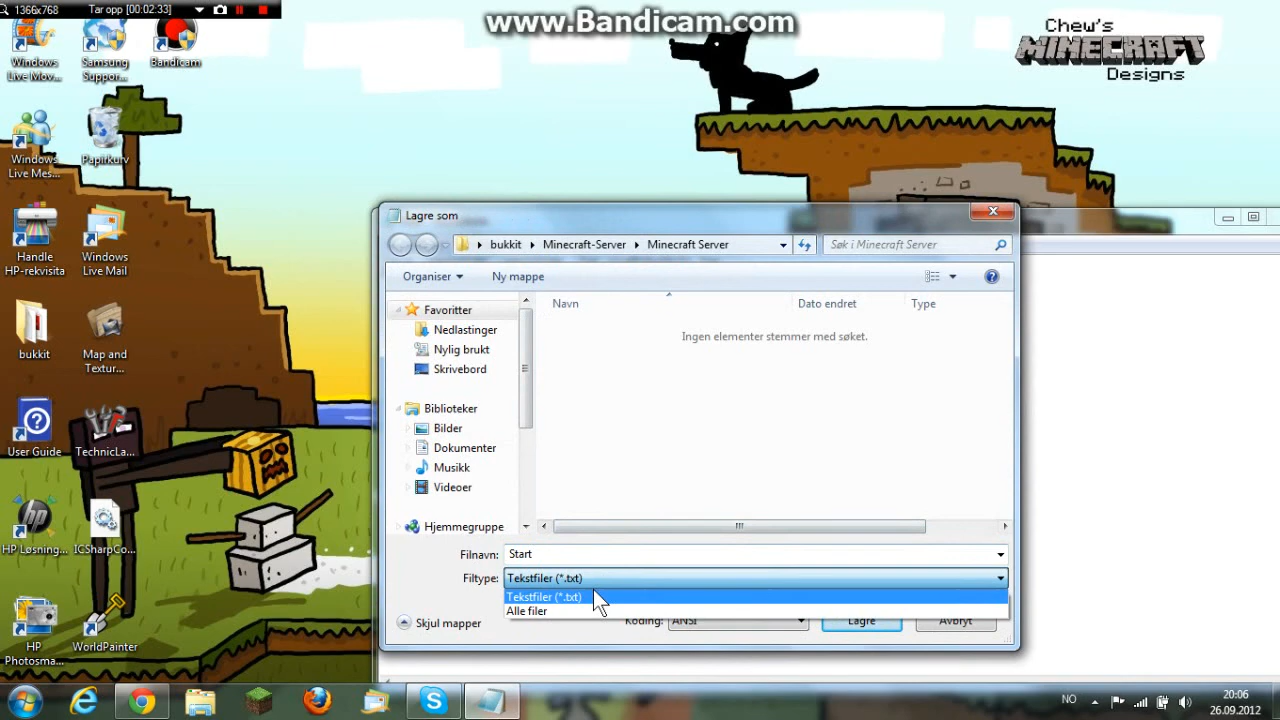 1366x768
Tar opp [00:02:33]
www.Bandicam.com
Chew's
MINECRAFT
Designs
Windows
Live Mov...
Samsung
Suppor...
Bandicam
Windows
Live Mes...
Papirkurv
Handle
HP-rekvisita
Windows
Live Mail
bukkit
Map and
Textur...
User Guide
TechnicLa...
HP Løsning...
ICSharpCo...
HP
Photosma...
WorldPainter
Lagre som
bukkit
Minecraft-Server
Minecraft Server
Søk i Minecraft Server
Organiser
Ny mappe
Navn
Dato endret
Type
Ingen elementer stemmer med søket.
Favoritter
Nedlastinger
Nylig brukt
Skrivebord
Biblioteker
Bilder
Dokumenter
Musikk
Videoer
Hjemmegruppe
Filnavn:
Start
Filtype:
Tekstfiler (*.txt)
Tekstfiler (*.txt)
Alle filer
Skjul mapper
Koding:
ANSI
Lagre
Avbryt
NO
20:06
26.09.2012